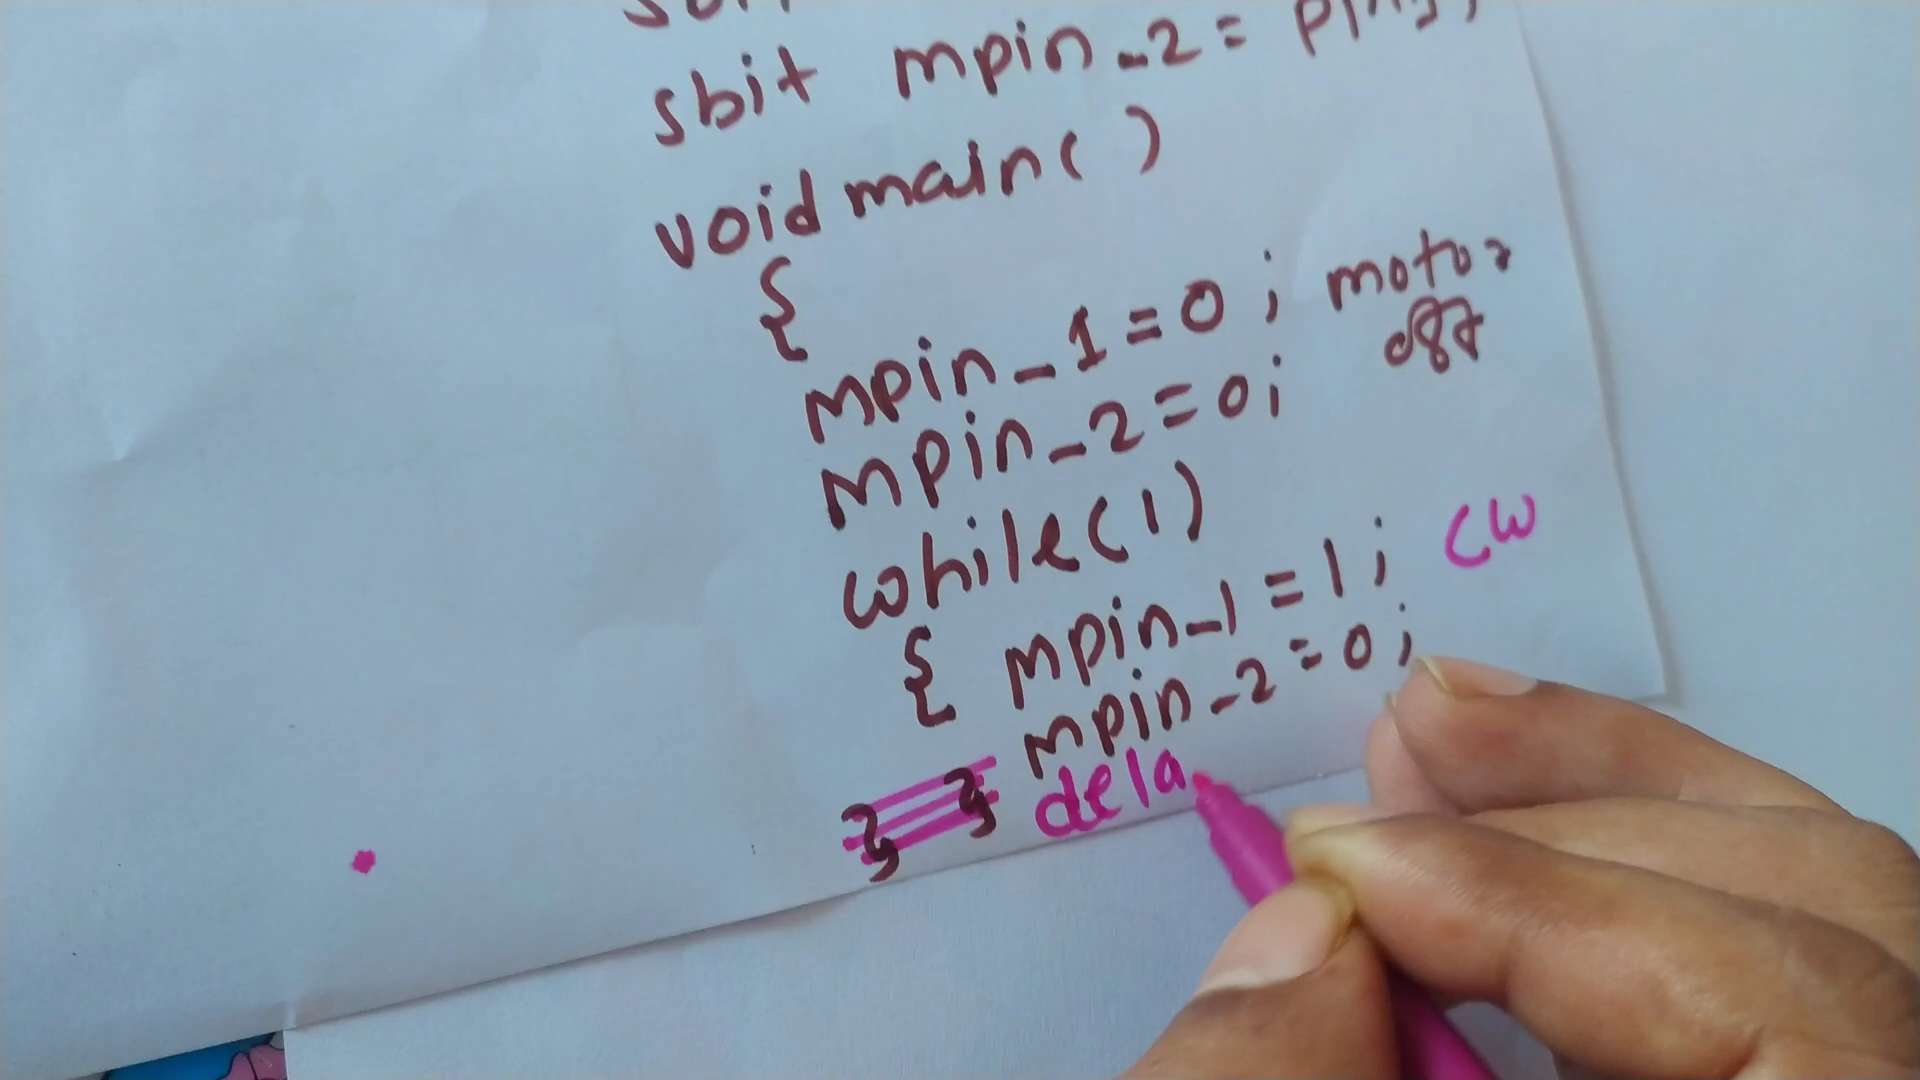 sbit mpin_2 =
void main( )
{
mpin_1=0 ; motor
off
mpin_2=0;
while(1)
{ mpin_1=1; CW
mpin_2=0;
} } dela